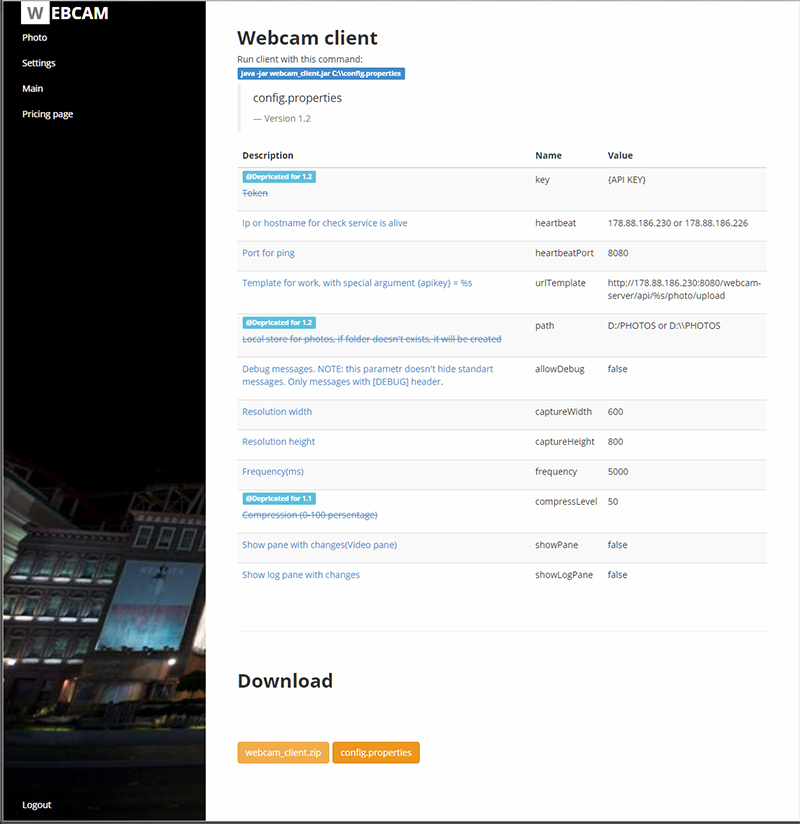 WEBCAM
Photo
Settings
Main
Pricing page
Webcam client
Run client with this command:
java -jar webcam_client.jar C:\\config.properties
config.properties
— Version 1.2
Description Name Value
@Depricated for 1.2
Token key {API KEY}
Ip or hostname for check service is alive heartbeat 178.88.186.230 or 178.88.186.226
Port for ping heartbeatPort 8080
Template for work, with special argument {apikey} = %s urlTemplate http://178.88.186.230:8080/webcam-
server/api/%s/photo/upload
@Depricated for 1.2
Local store for photos, if folder doesn't exists, it will be created path D:/PHOTOS or D:\\PHOTOS
Debug messages. NOTE: this parametr doesn't hide standart allowDebug false
messages. Only messages with [DEBUG] header.
Resolution width captureWidth 600
Resolution height captureHeight 800
Frequency(ms) frequency 5000
@Depricated for 1.1
Compression (0-100 persentage) compressLevel 50
Show pane with changes(Video pane) showPane false
Show log pane with changes showLogPane false
Download
webcam_client.zip config.properties
Logout